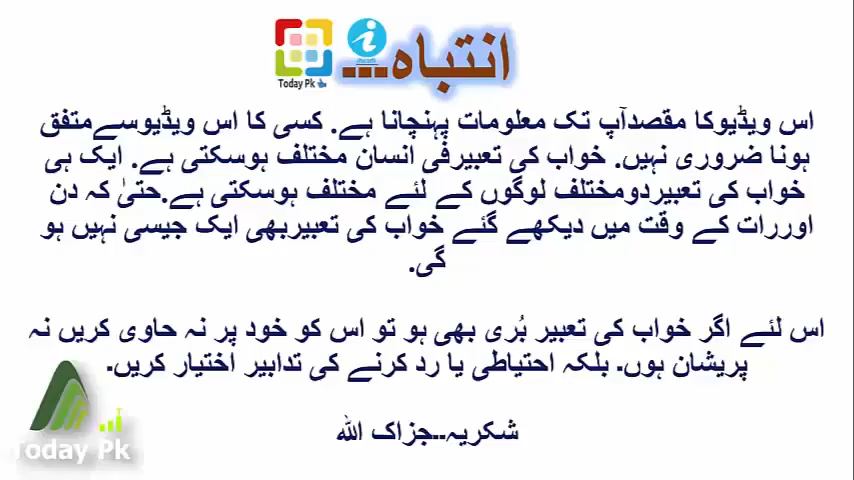 انتباہ...
Today Pk
اس ویڈیوکا مقصدآپ تک معلومات پہنچانا ہے. کسی کا اس ویڈیوسےمتفق
ہونا ضروری نہیں. خواب کی تعبیرفی انسان مختلف ہوسکتی ہے. ایک ہی
خواب کی تعبیردومختلف لوگوں کے لئے مختلف ہوسکتی ہے.حتیٰ کہ دن
اوررات کے وقت میں دیکھے گئے خواب کی تعبیربھی ایک جیسی نہیں ہو
گی.
اس لئے اگر خواب کی تعبیر بُری بھی ہو تو اس کو خود پر نہ حاوی کریں نہ
پریشان ہوں۔ بلکہ احتیاطی یا رد کرنے کی تدابیر اختیار کریں۔
شکریہ--جزاک اللہ
Today Pk